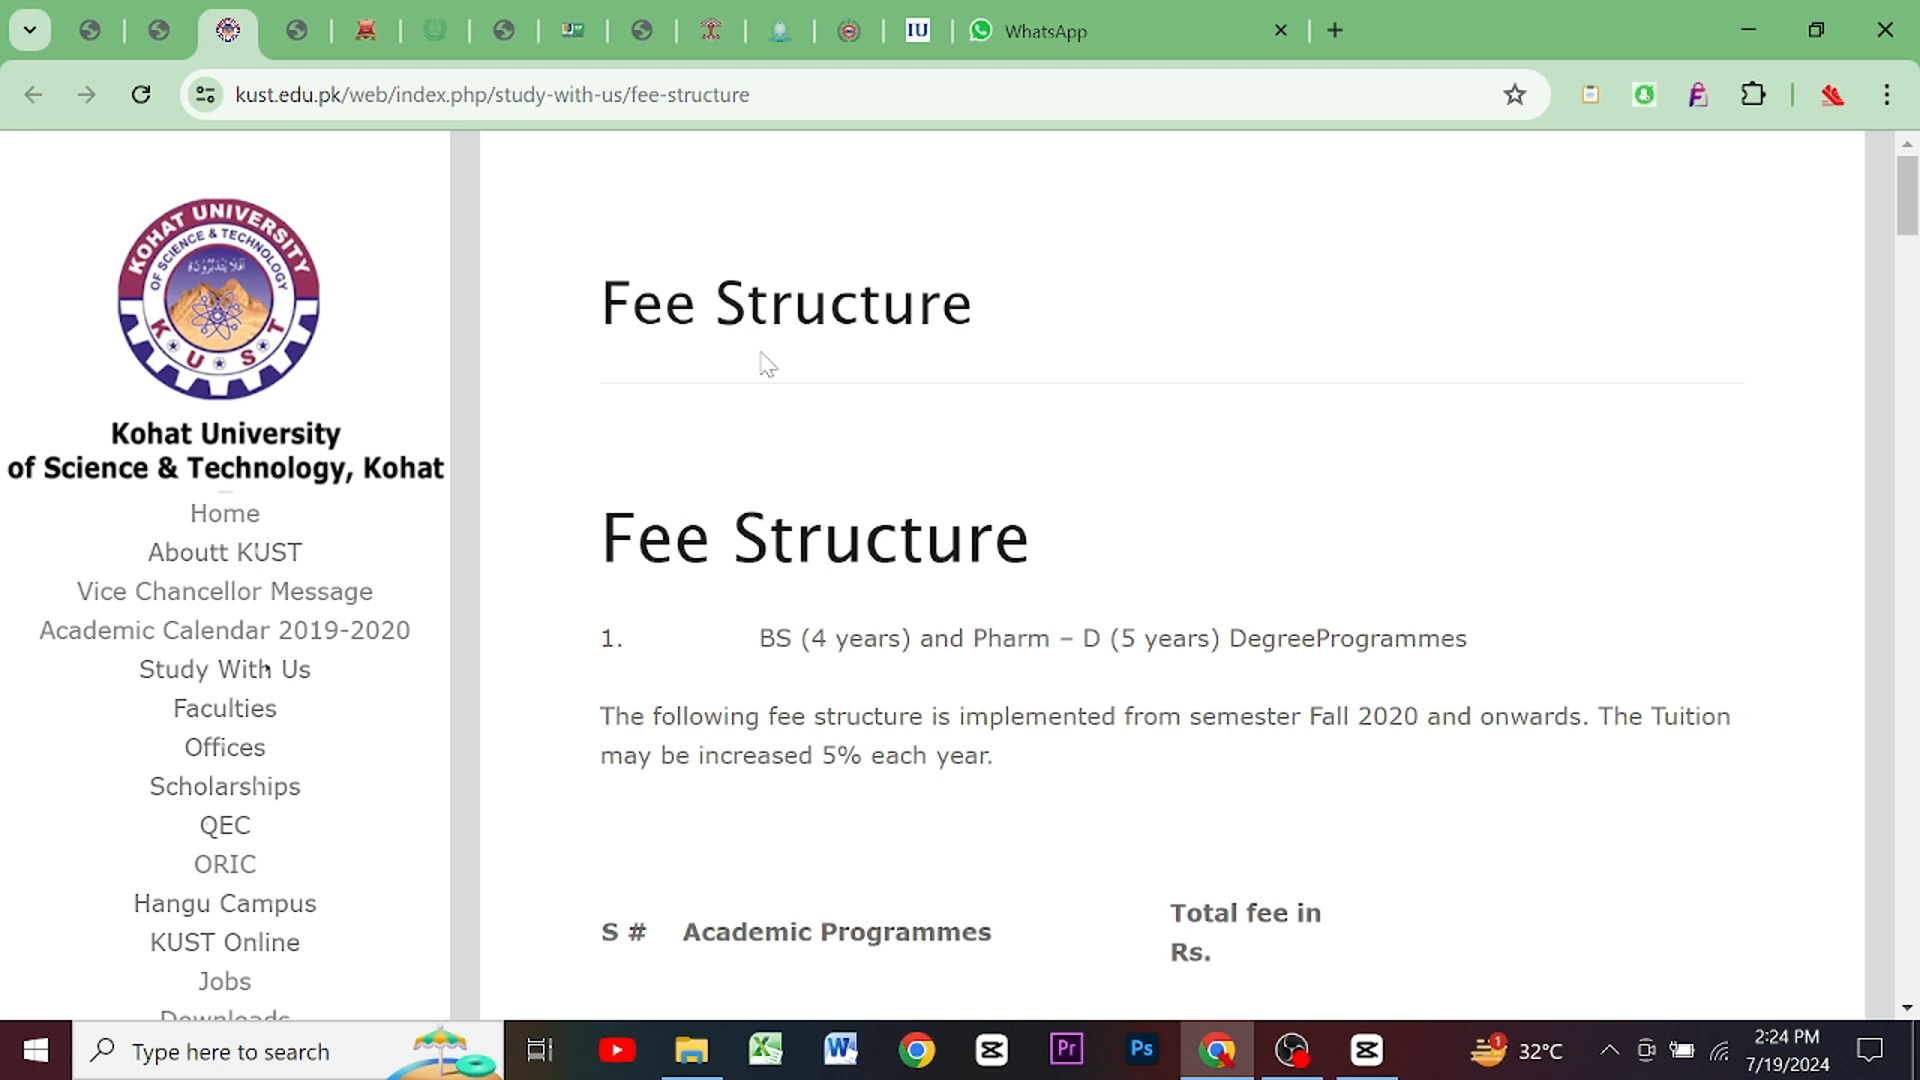 IU
WhatsApp
kust.edu.pk/web/index.php/study-with-us/fee-structure
KOHAT UNIVERSITY
OF SCIENCE & TECHNOLOGY
K U S T
Kohat University
of Science & Technology, Kohat
Home
Aboutt KUST
Vice Chancellor Message
Academic Calendar 2019-2020
Study With Us
Faculties
Offices
Scholarships
QEC
ORIC
Hangu Campus
KUST Online
Jobs
Downloads
Fee Structure
Fee Structure
1. BS (4 years) and Pharm – D (5 years) DegreeProgrammes
The following fee structure is implemented from semester Fall 2020 and onwards. The Tuition
may be increased 5% each year.
S # Academic Programmes Total fee in
Rs.
Type here to search
Pr
Ps
1
32°C
2:24 PM
7/19/2024